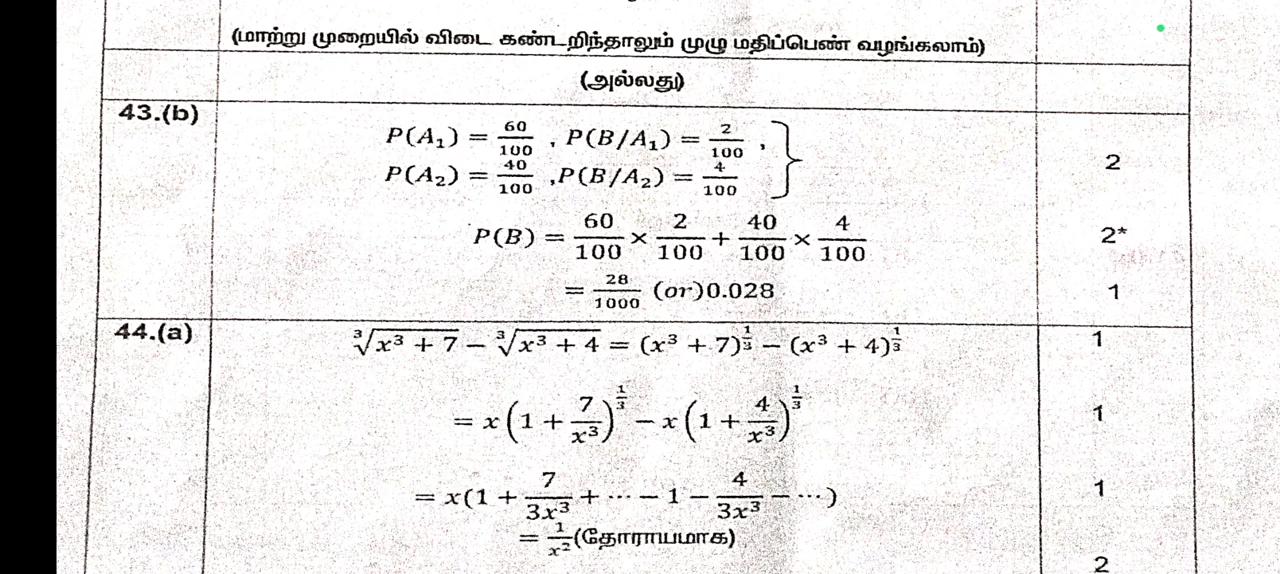 (மாற்று முறையில் விடை கண்டறிந்தாலும் முழு மதிப்பெண் வழங்கலாம்)
(அல்லது)
43.(b) P(A₁) = 60/100 , P(B/A₁) = 2/100 ,
P(A₂) = 40/100 ,P(B/A₂) = 4/100 } 2
P(B) = 60/100 × 2/100 + 40/100 × 4/100 2*
= 28/1000 (or)0.028 1
44.(a) ∛(x³ + 7) − ∛(x³ + 4) = (x³ + 7)^(1/3) − (x³ + 4)^(1/3) 1
= x(1 + 7/x³)^(1/3) − x(1 + 4/x³)^(1/3) 1
= x(1 + 7/3x³ + ⋯ − 1 − 4/3x³ − ⋯) 1
= 1/x² (தோராயமாக)
2